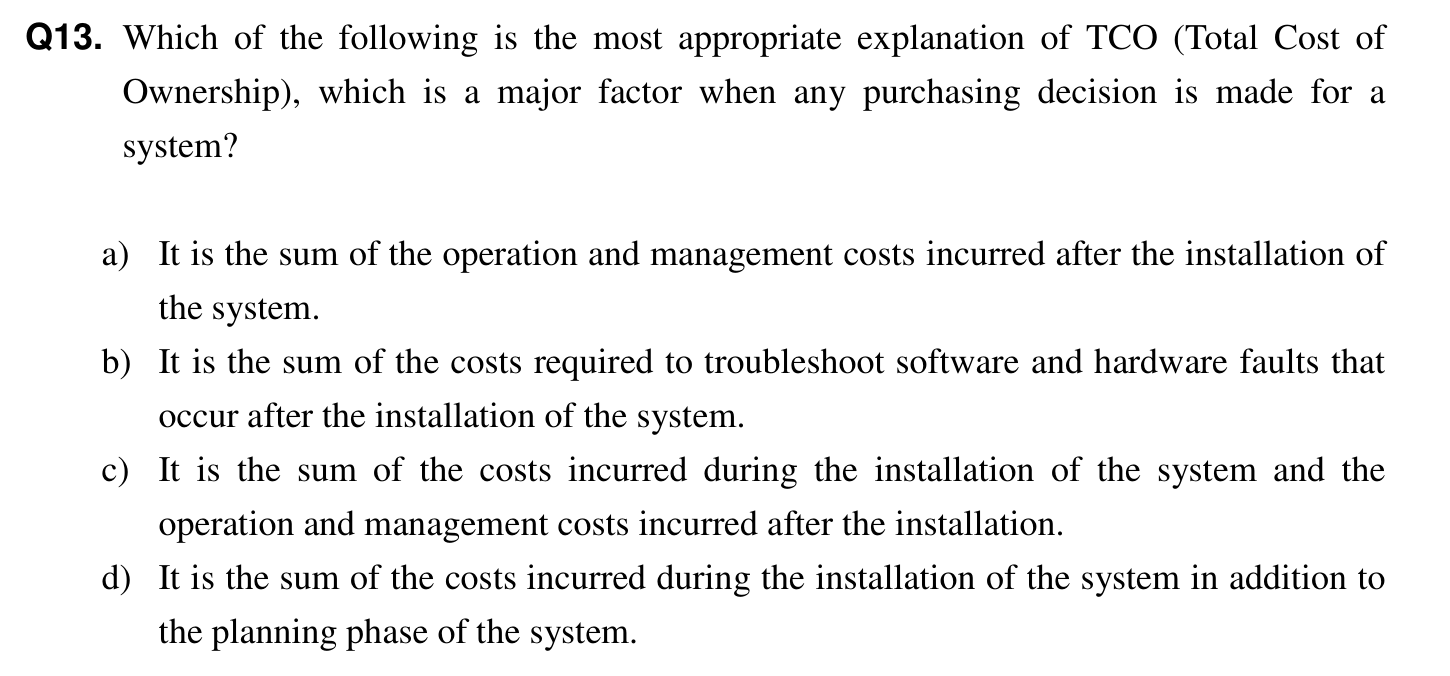 Q13. Which of the following is the most appropriate explanation of TCO (Total Cost of
Ownership), which is a major factor when any purchasing decision is made for a
system?
a) It is the sum of the operation and management costs incurred after the installation of
the system.
b) It is the sum of the costs required to troubleshoot software and hardware faults that
occur after the installation of the system.
c) It is the sum of the costs incurred during the installation of the system and the
operation and management costs incurred after the installation.
d) It is the sum of the costs incurred during the installation of the system in addition to
the planning phase of the system.